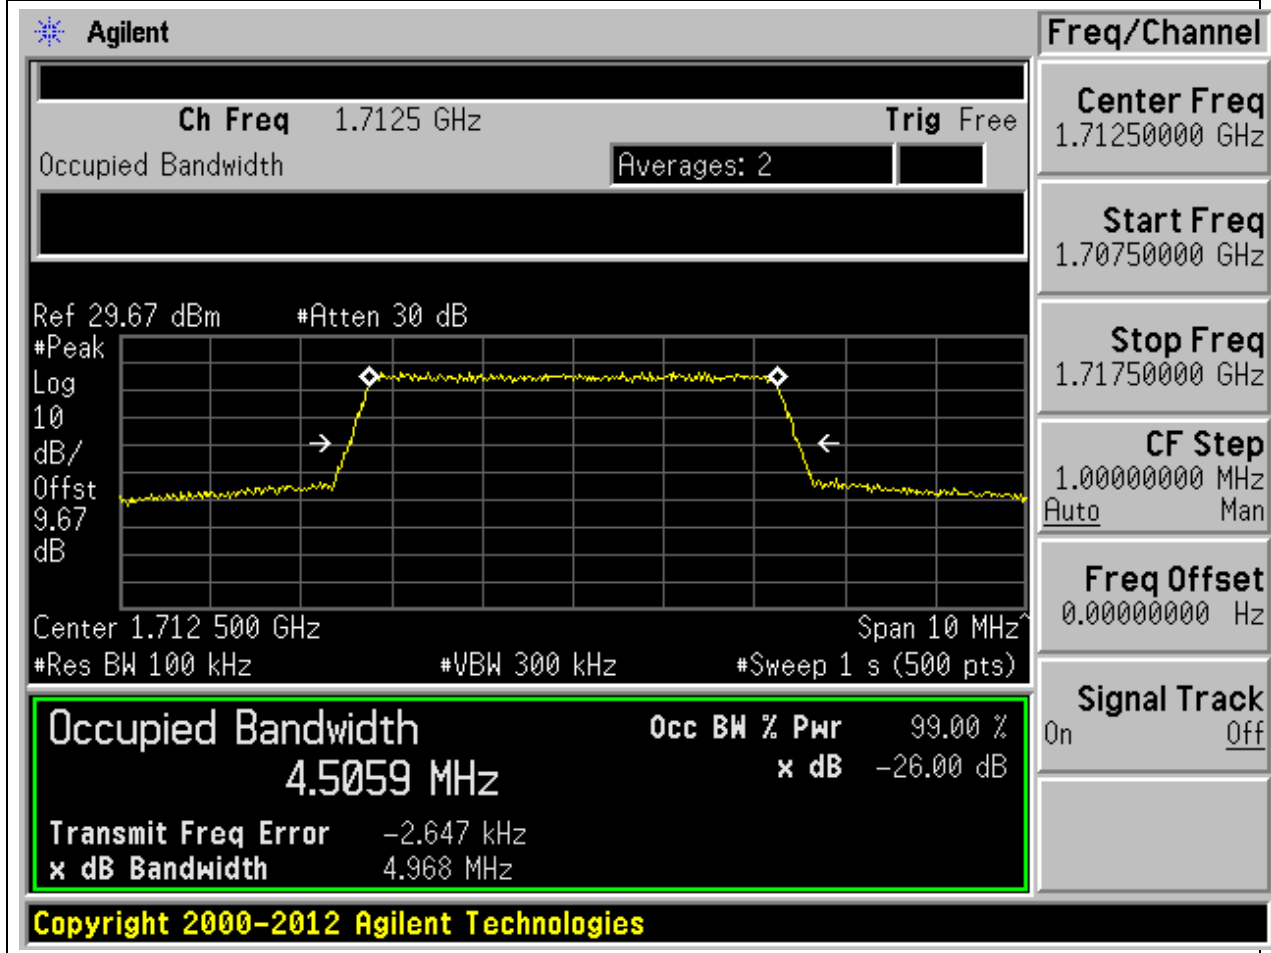 Agilent
Freq/Channel
Ch Freq 1.7125 GHz Trig Free
Occupied Bandwidth Averages: 2
Center Freq
1.71250000 GHz
Start Freq
1.70750000 GHz
Stop Freq
1.71750000 GHz
CF Step
1.00000000 MHz
Auto Man
Freq Offset
0.00000000 Hz
Signal Track
On Off
Ref 29.67 dBm #Atten 30 dB
#Peak
Log
10
dB/
Offst
9.67
dB
Center 1.712 500 GHz Span 10 MHz^
#Res BW 100 kHz #VBW 300 kHz #Sweep 1 s (500 pts)
Occupied Bandwidth
4.5059 MHz
Occ BW % Pwr 99.00 %
x dB -26.00 dB
Transmit Freq Error -2.647 kHz
x dB Bandwidth 4.968 MHz
Copyright 2000-2012 Agilent Technologies